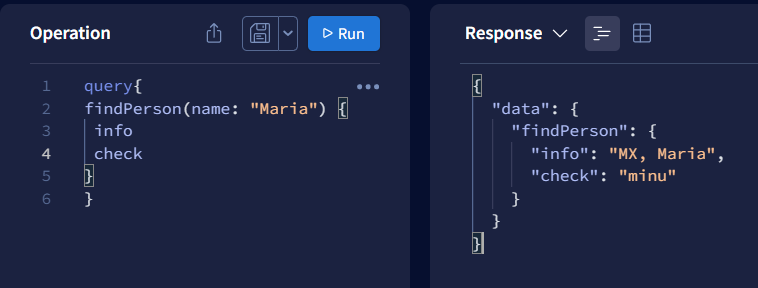 Operation
Run
1 query{
2 findPerson(name: "Maria") {
3 info
4 check
5 }
6 }
Response
{
"data": {
"findPerson": {
"info": "MX, Maria",
"check": "minu"
}
}
}